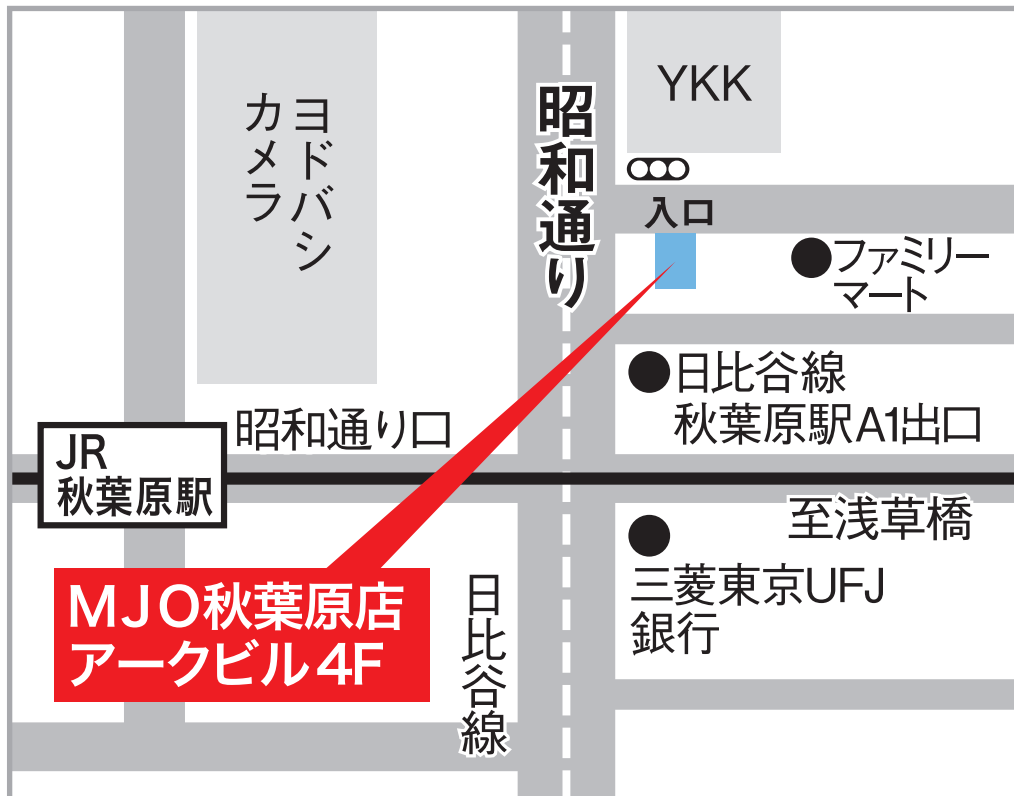 YKK
ヨドバシ
カメラ
昭和通り
入口
ファミリー
マート
日比谷線
秋葉原駅A1出口
昭和通り口
JR
秋葉原駅
至浅草橋
三菱東京UFJ
銀行
MJO秋葉原店
アークビル4F
日比谷線